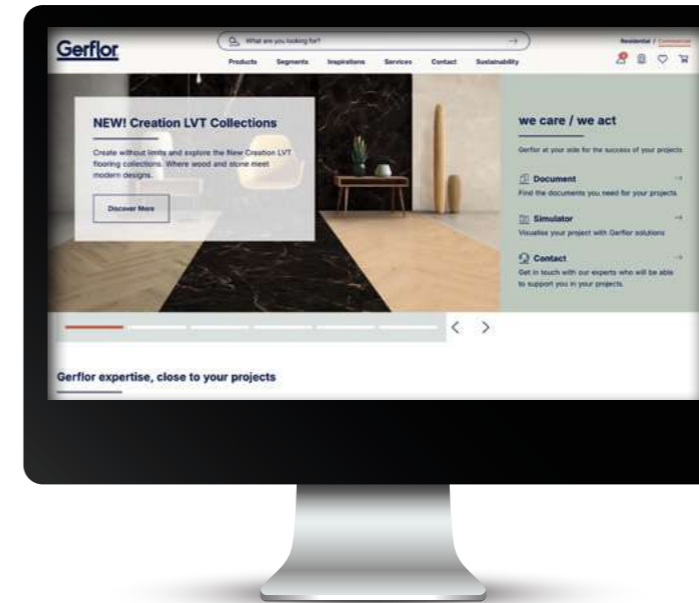 Gerflor
What are you looking for?
Residential / Commercial
Products Segments Inspirations Services Contact Sustainability
NEW! Creation LVT Collections
Create without limits and explore the New Creation LVT
flooring collections. Where wood and stone meet
modern designs.
Discover More
we care / we act
Gerflor at your side for the success of your projects
Document
Find the documents you need for your projects.
Simulator
Visualise your project with Gerflor solutions
Contact
Get in touch with our experts who will be able
to support you in your projects.
Gerflor expertise, close to your projects